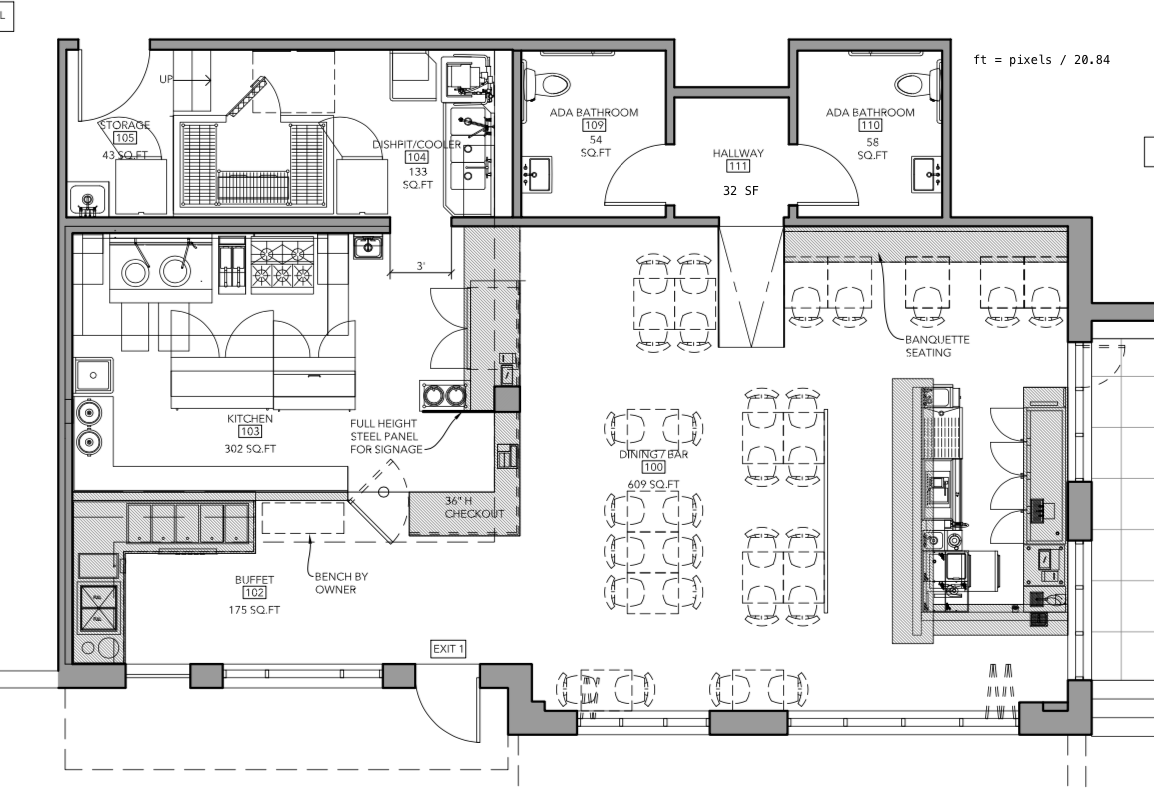 L
ft = pixels / 20.84
UP
STORAGE
105
43 SQ.FT
DISHPIT/COOLER
104
133
SQ.FT
ADA BATHROOM
109
54
SQ.FT
HALLWAY
111
32 SF
ADA BATHROOM
110
58
SQ.FT
3'
BANQUETTE
SEATING
KITCHEN
103
302 SQ.FT
FULL HEIGHT
STEEL PANEL
FOR SIGNAGE
DINING / BAR
100
609 SQ.FT
36" H
CHECKOUT
BUFFET
102
175 SQ.FT
BENCH BY
OWNER
EXIT 1